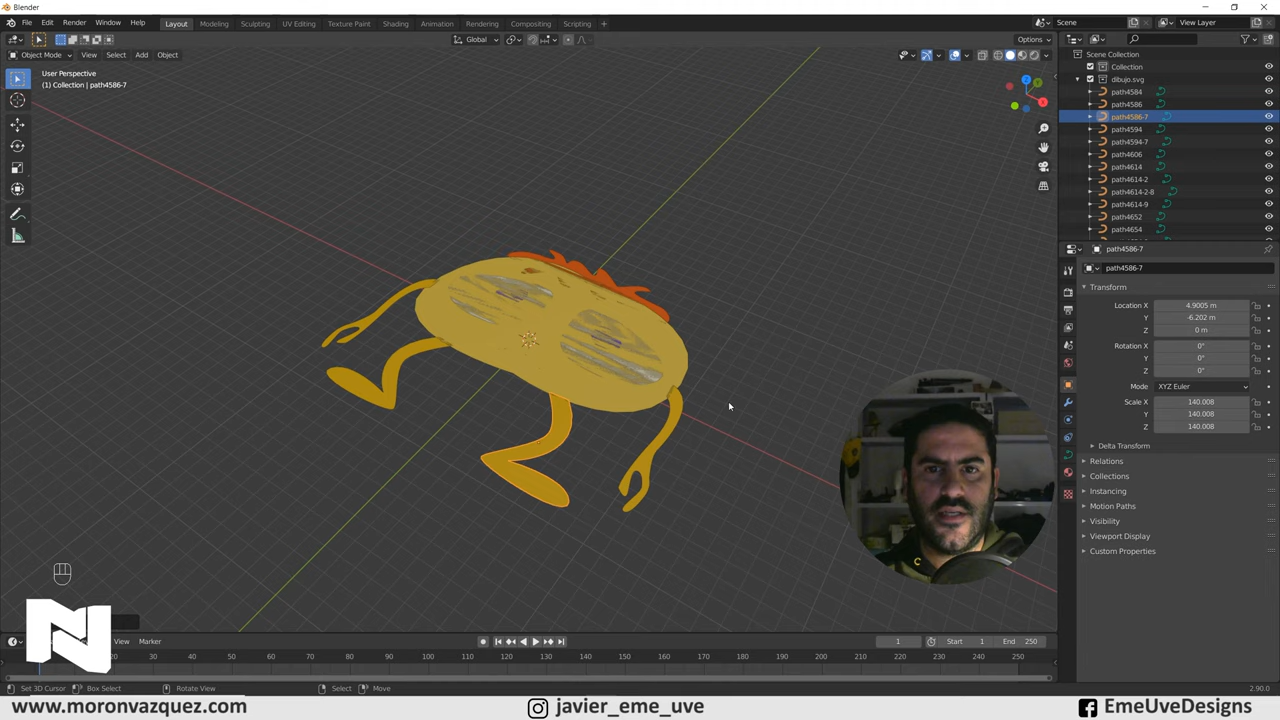 Blender
File Edit Render Window Help
Layout Modeling Sculpting UV Editing Texture Paint Shading Animation Rendering Compositing Scripting +
Scene
View Layer
Global
Options
Object Mode View Select Add Object
User Perspective
(1) Collection | path4586-7
Scene Collection
Collection
dibujo.svg
path4584
path4586
path4586-7
path4594
path4594-7
path4606
path4614
path4614-2
path4614-2-8
path4614-9
path4652
path4654
path4586-7
path4586-7
Transform
Location X 4.9005 m
Y -6.202 m
Z 0 m
Rotation X 0°
Y 0°
Z 0°
Mode XYZ Euler
Scale X 140.008
Y 140.008
Z 140.008
Delta Transform
Relations
Collections
Instancing
Motion Paths
Visibility
Viewport Display
Custom Properties
X
View Marker
1 Start 1 End 250
20 30 40 50 60 70 80 90 100 110 120 130 140 150 160 170 180 190 200 210 220 230 240 250
Set 3D Cursor Box Select Rotate View Select Move 2.90.0
N
www.moronvazquez.com javier_eme_uve EmeUveDesigns